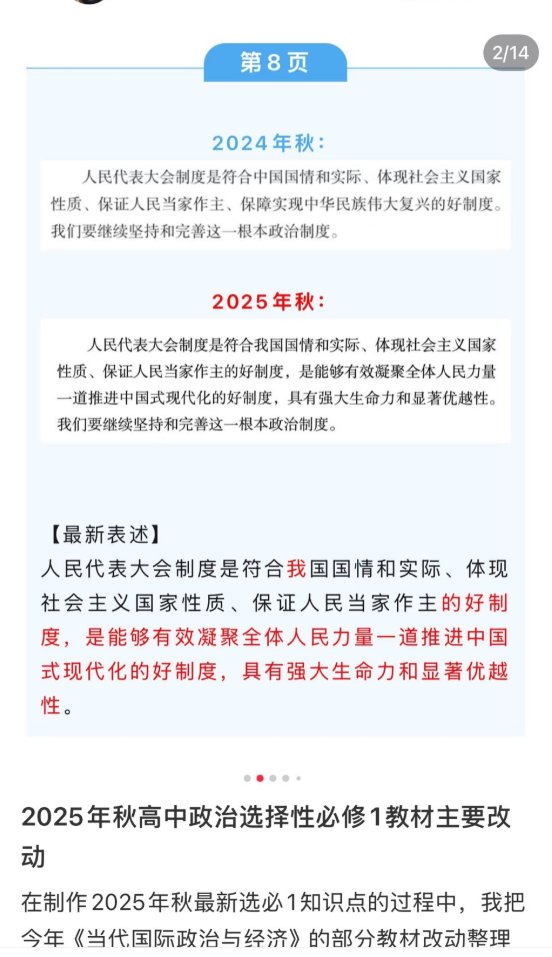 2/14
第8页
2024年秋：
人民代表大会制度是符合中国国情和实际、体现社会主义国家
性质、保证人民当家作主、保障实现中华民族伟大复兴的好制度。
我们要继续坚持和完善这一根本政治制度。
2025年秋：
人民代表大会制度是符合我国国情和实际、体现社会主义国家
性质、保证人民当家作主的好制度，是能够有效凝聚全体人民力量
一道推进中国式现代化的好制度，具有强大生命力和显著优越性。
我们要继续坚持和完善这一根本政治制度。
【最新表述】
人民代表大会制度是符合我国国情和实际、体现
社会主义国家性质、保证人民当家作主的好制
度，是能够有效凝聚全体人民力量一道推进中国
式现代化的好制度，具有强大生命力和显著优越
性。
2025年秋高中政治选择性必修1教材主要改
动
在制作2025年秋最新选必1知识点的过程中，我把
今年《当代国际政治与经济》的部分教材改动整理